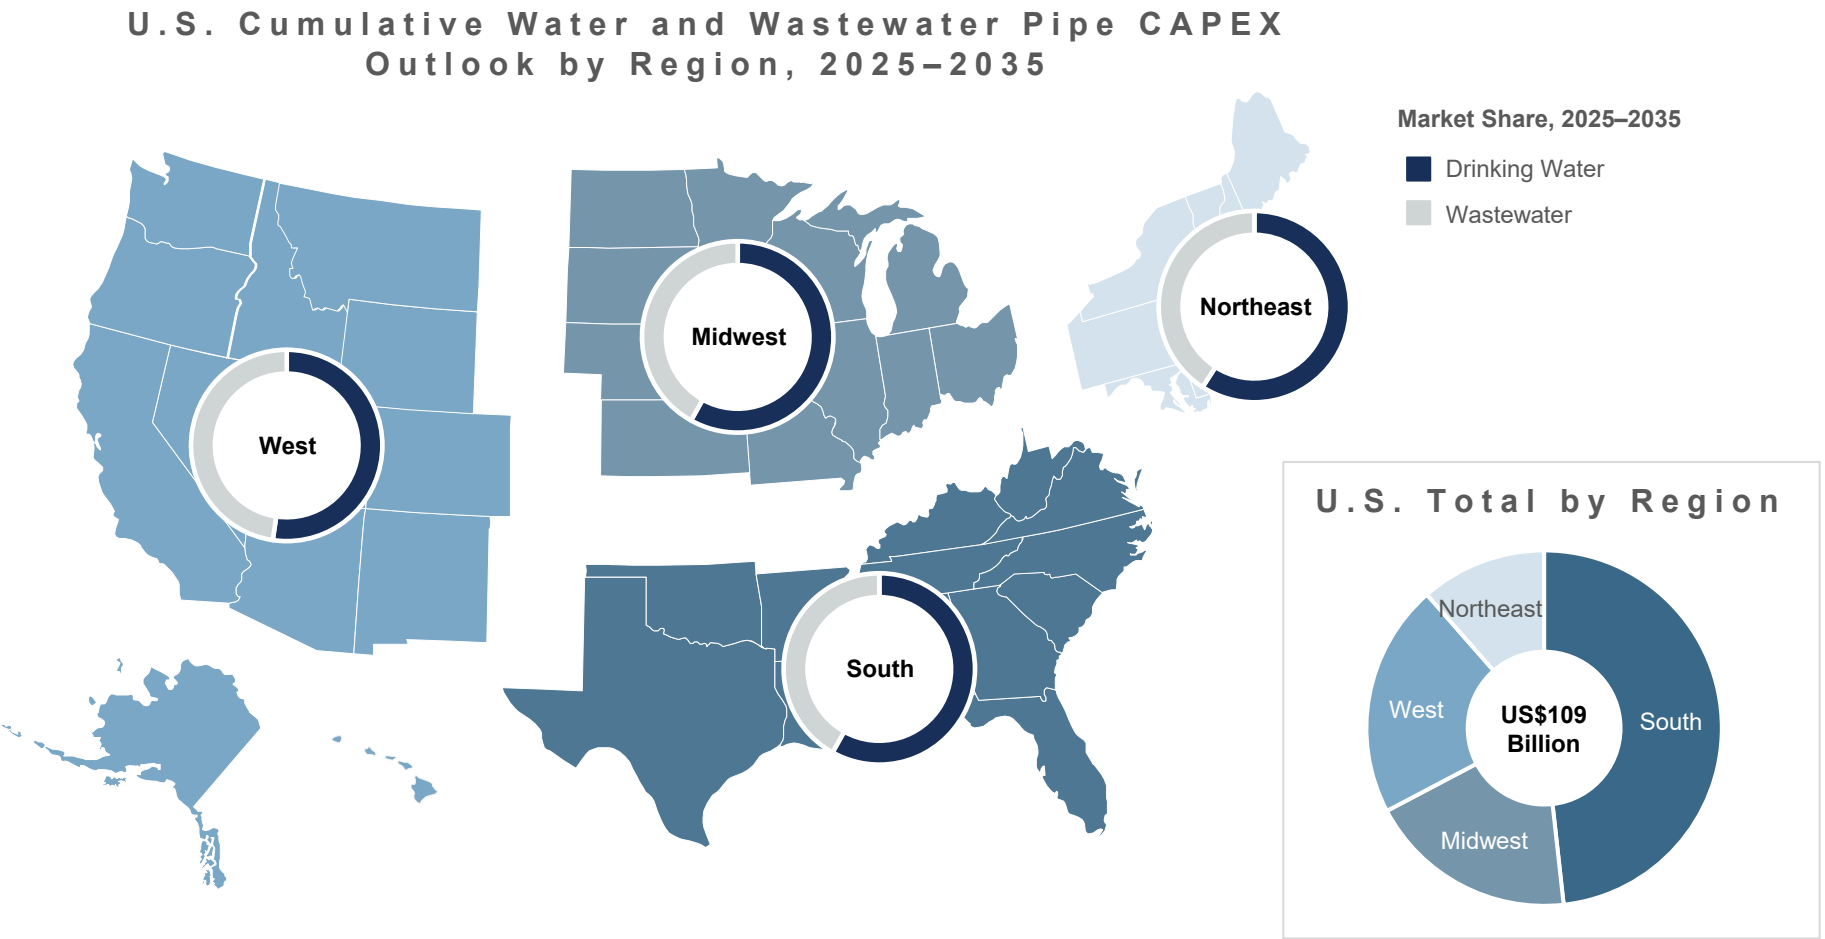 U.S. Cumulative Water and Wastewater Pipe CAPEX
Outlook by Region, 2025–2035
Market Share, 2025–2035
Drinking Water
Wastewater
Northeast
Midwest
West
South
U.S. Total by Region
Northeast
West
South
Midwest
US$109
Billion